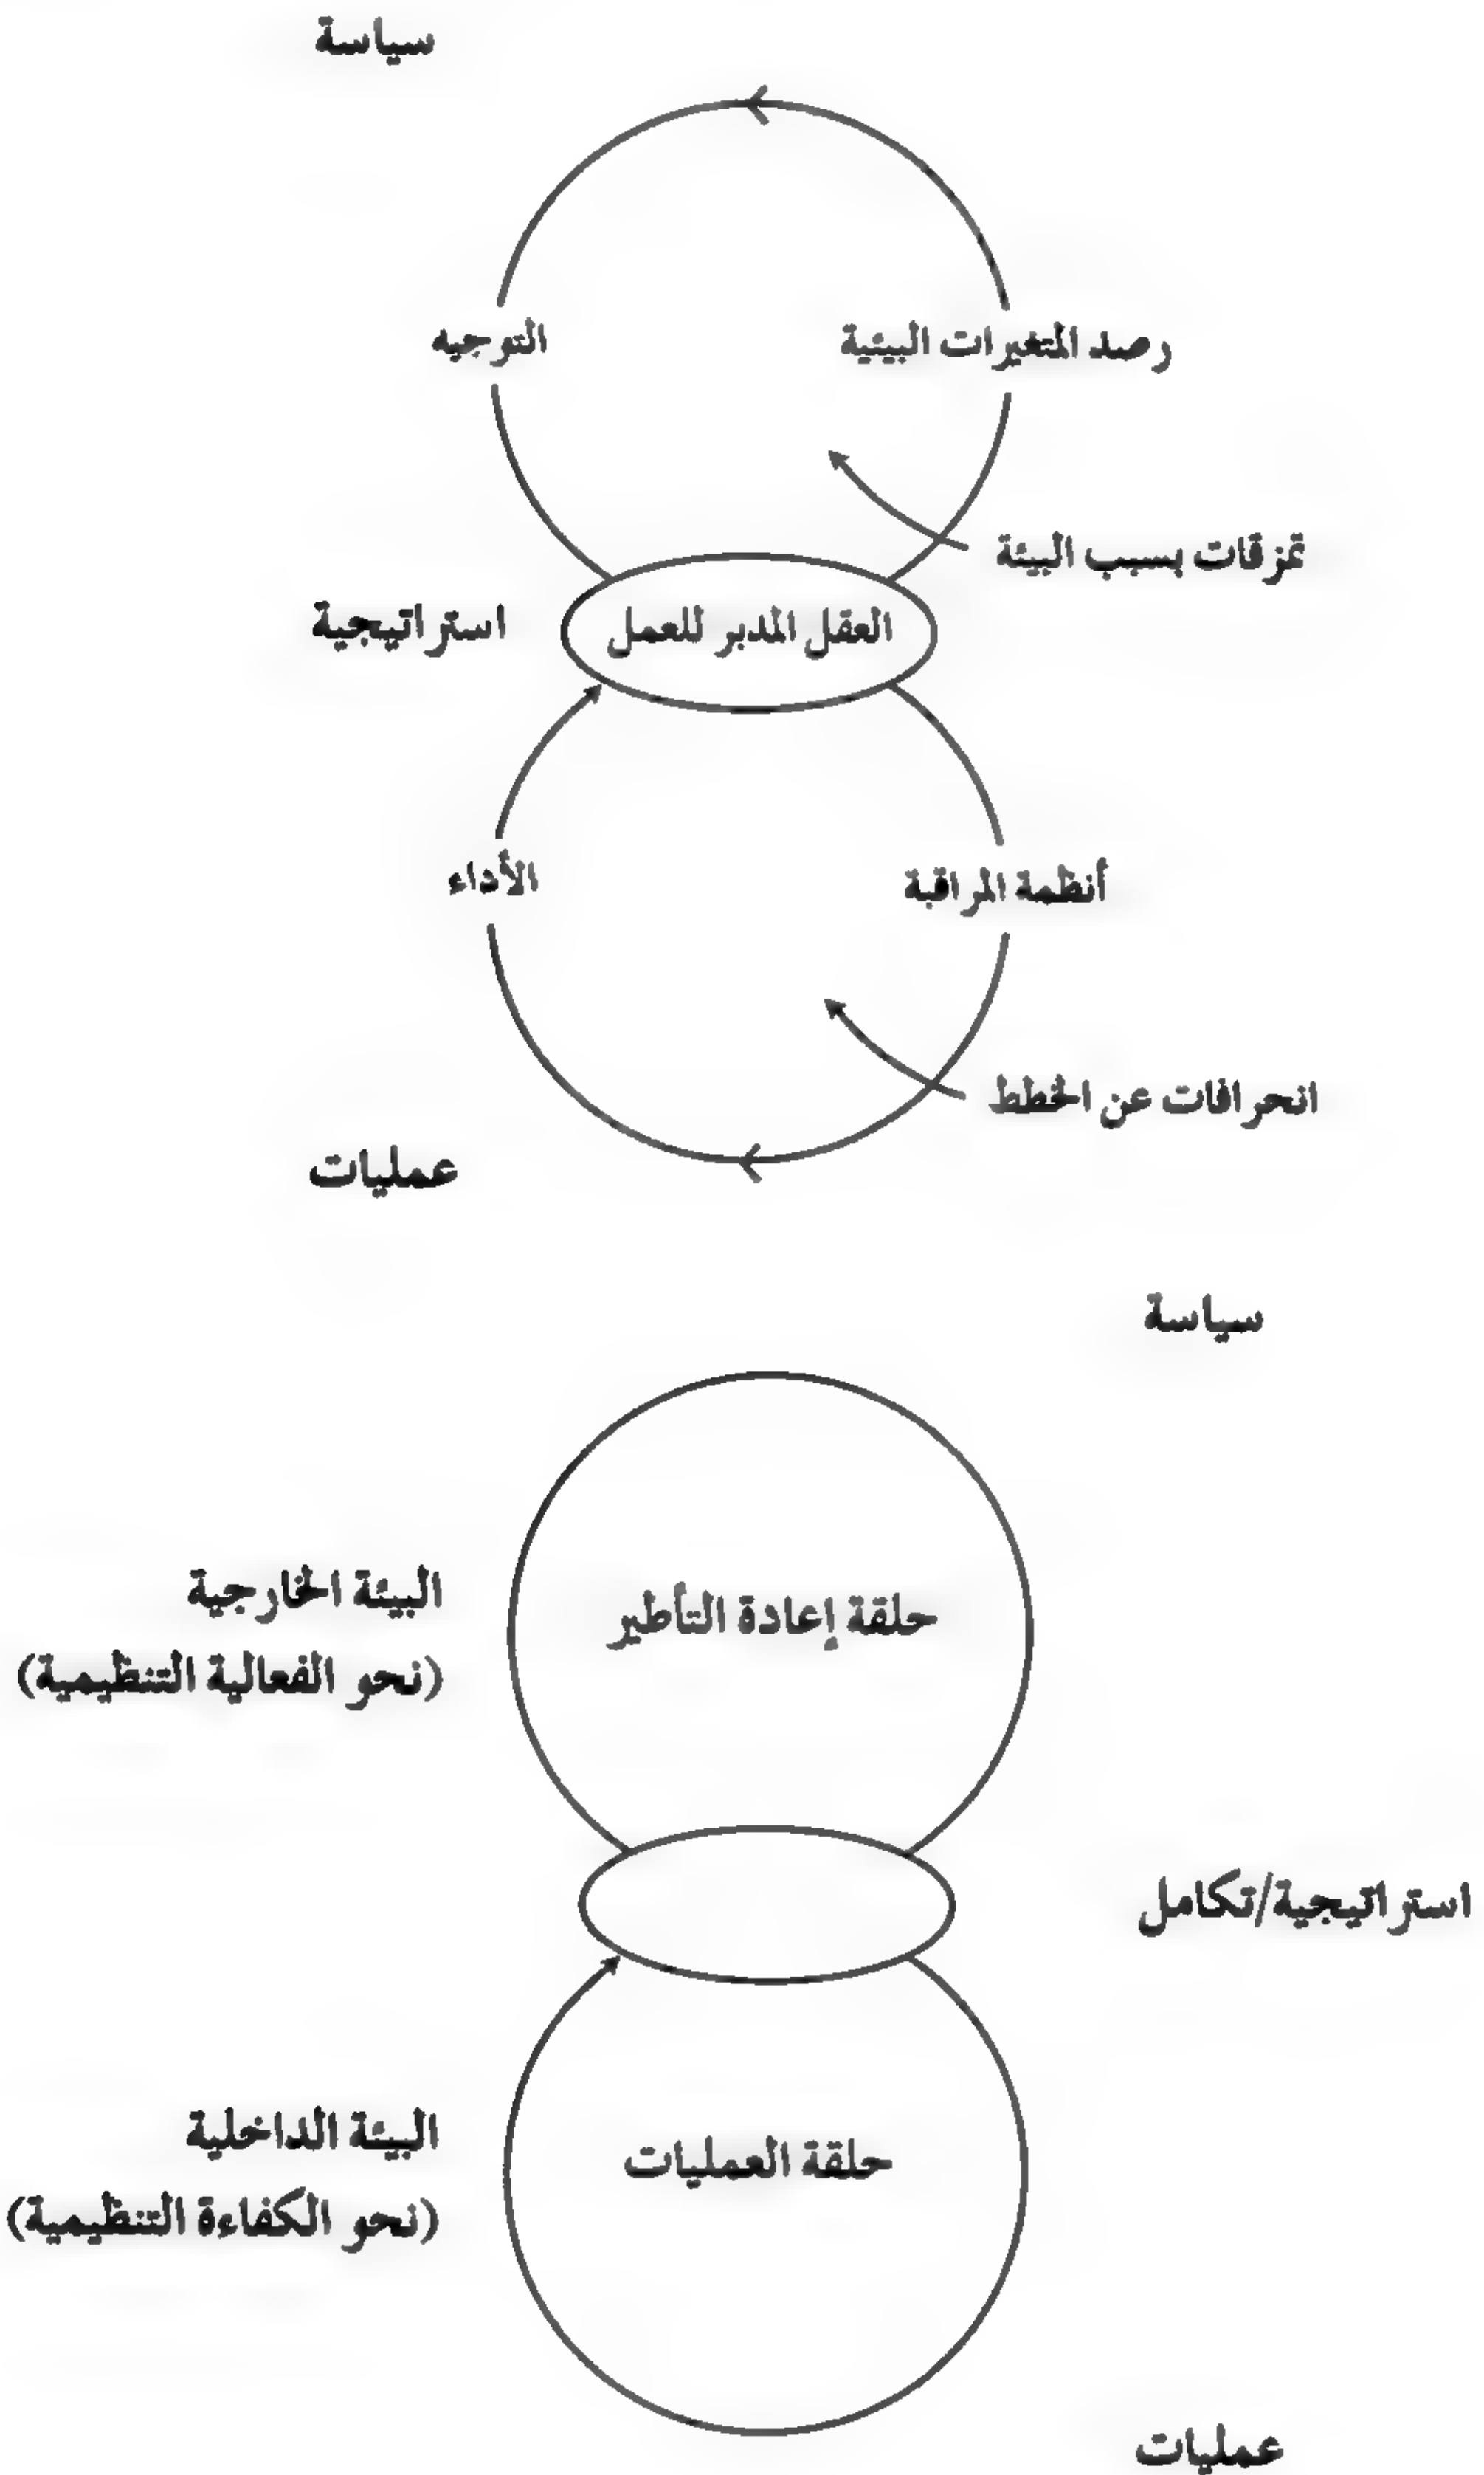 سياسة
رصد المتغيرات البيئية
التوجيه
تمزقات بسبب البيئة
العقل المدبر للعمل
استراتيجية
أنظمة المراقبة
الأداء
انحرافات عن الخطط
عمليات
سياسة
حلقة إعادة التأطير
البيئة الخارجية
(نحو الفعالية التنظيمية)
استراتيجية/تكامل
حلقة العمليات
البيئة الداخلية
(نحو الكفاءة التنظيمية)
عمليات